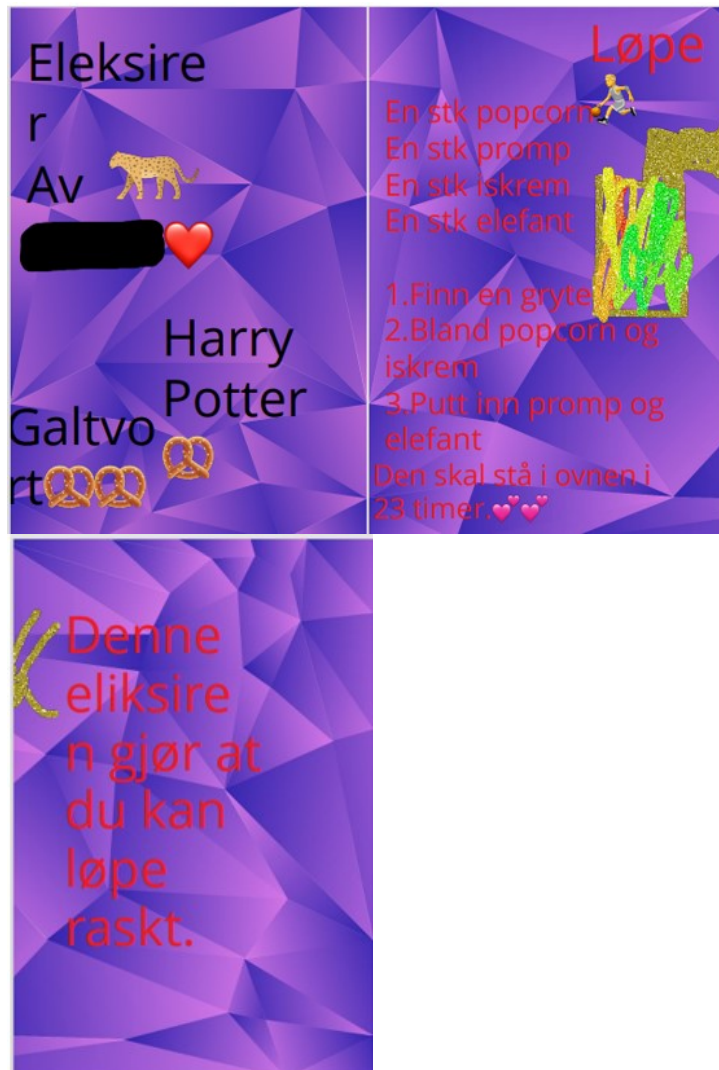 Eleksire
r
Av
Harry
Potter
Galtvo
rt
Løpe
En stk popcorn
En stk promp
En stk iskrem
En stk elefant
1.Finn en gryte
2.Bland popcorn og
iskrem
3.Putt inn promp og
elefant
Den skal stå i ovnen i
23 timer.
Denne
eliksire
n gjør at
du kan
løpe
raskt.